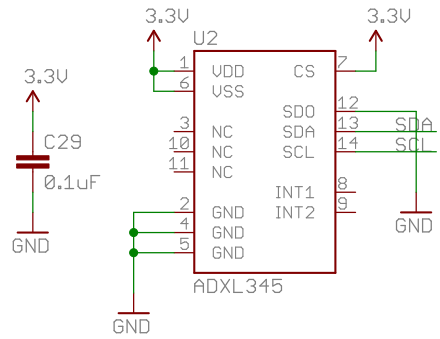 3.3V
3.3V
U2
1
VDD
CS
7
6
VSS
3.3V
SDO
12
C29
3
NC
SDA
13
SDA
10
NC
SCL
14
SCL
11
NC
0.1uF
INT1
8
2
GND
INT2
9
4
GND
GND
GND
5
GND
ADXL345
GND